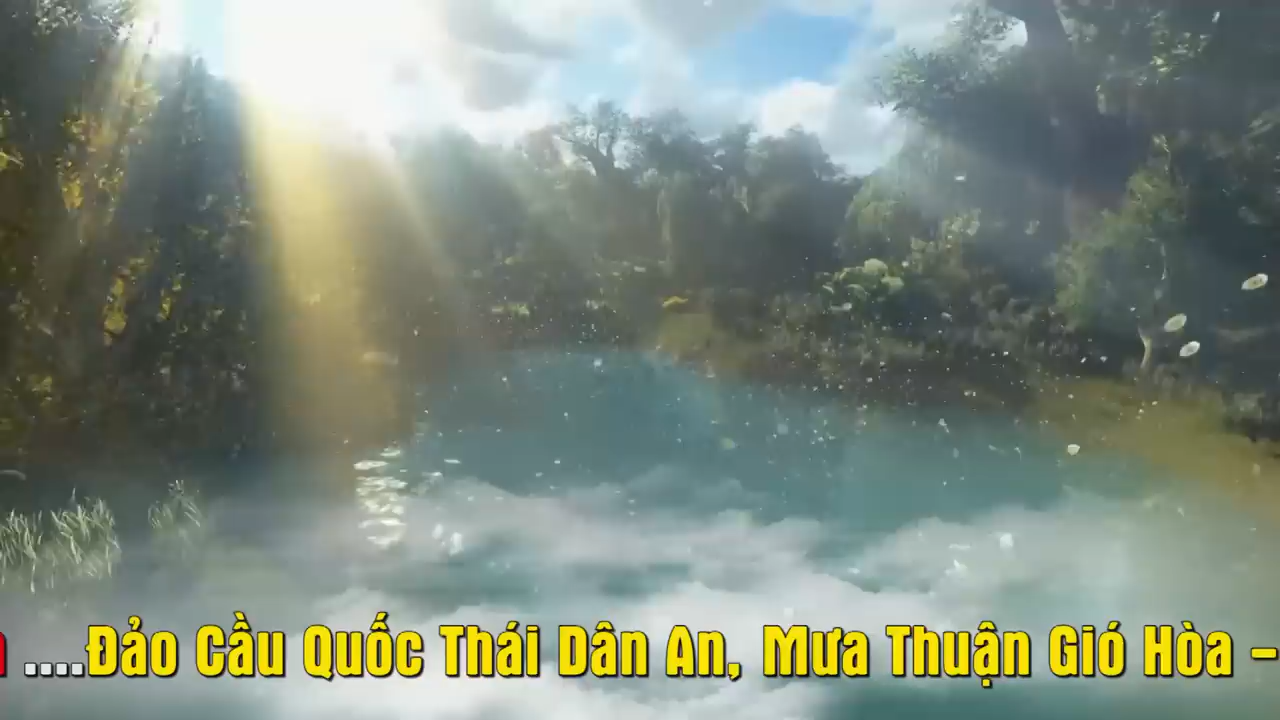 ....Đảo Cầu Quốc Thái Dân An, Mưa Thuận Gió Hòa –